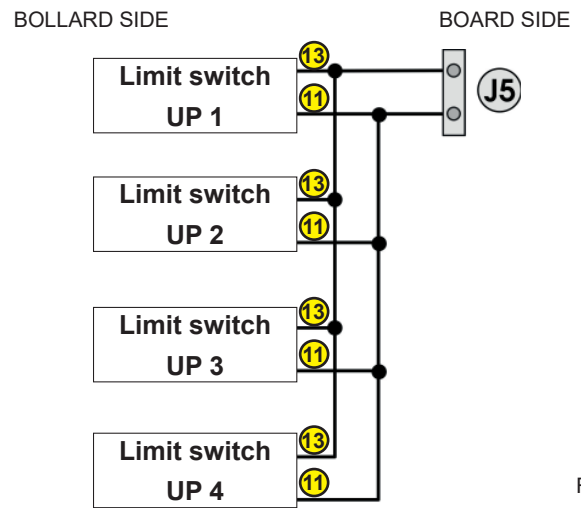 BOLLARD SIDE
BOARD SIDE
13
Limit switch
UP 1
11
J5
13
Limit switch
UP 2
11
13
Limit switch
UP 3
11
13
Limit switch
UP 4
11